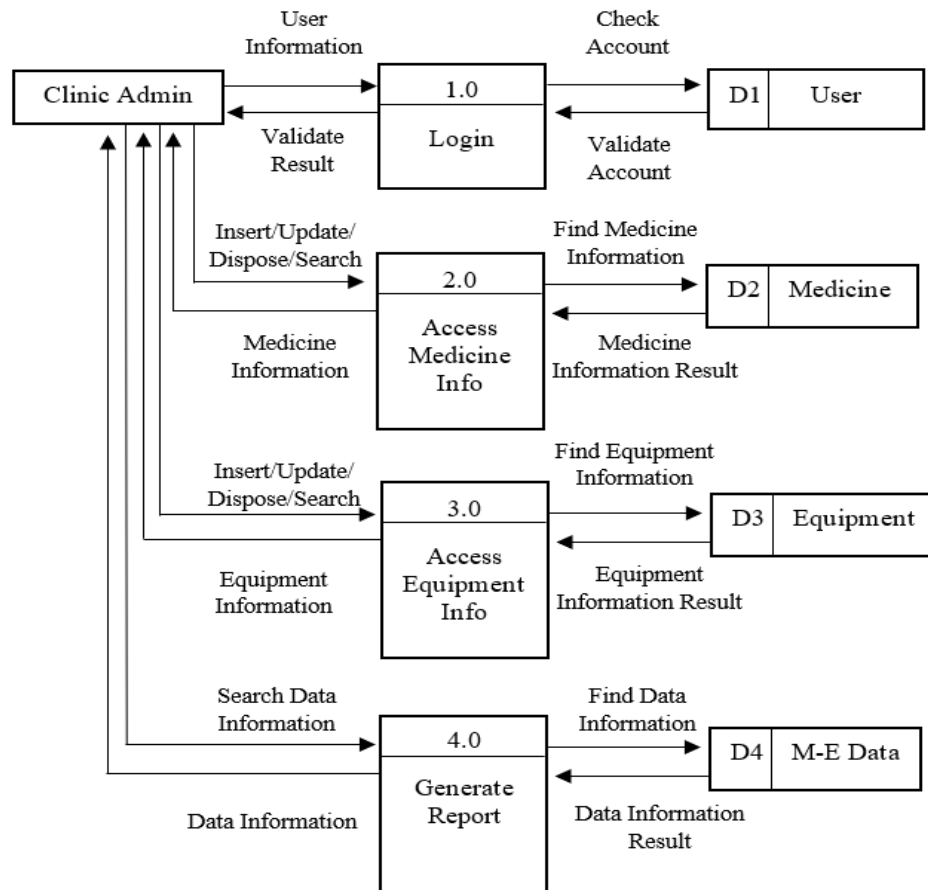 User
Information
Check
Account
Clinic Admin
1.0
Login
D1
User
Validate
Result
Validate
Account
Insert/Update/
Dispose/Search
Find Medicine
Information
2.0
Access
Medicine
Info
D2
Medicine
Medicine
Information
Medicine
Information Result
Insert/Update/
Dispose/Search
Find Equipment
Information
3.0
Access
Equipment
Info
D3
Equipment
Equipment
Information
Equipment
Information Result
Search Data
Information
Find Data
Information
4.0
Generate
Report
D4
M-E Data
Data Information
Data Information
Result